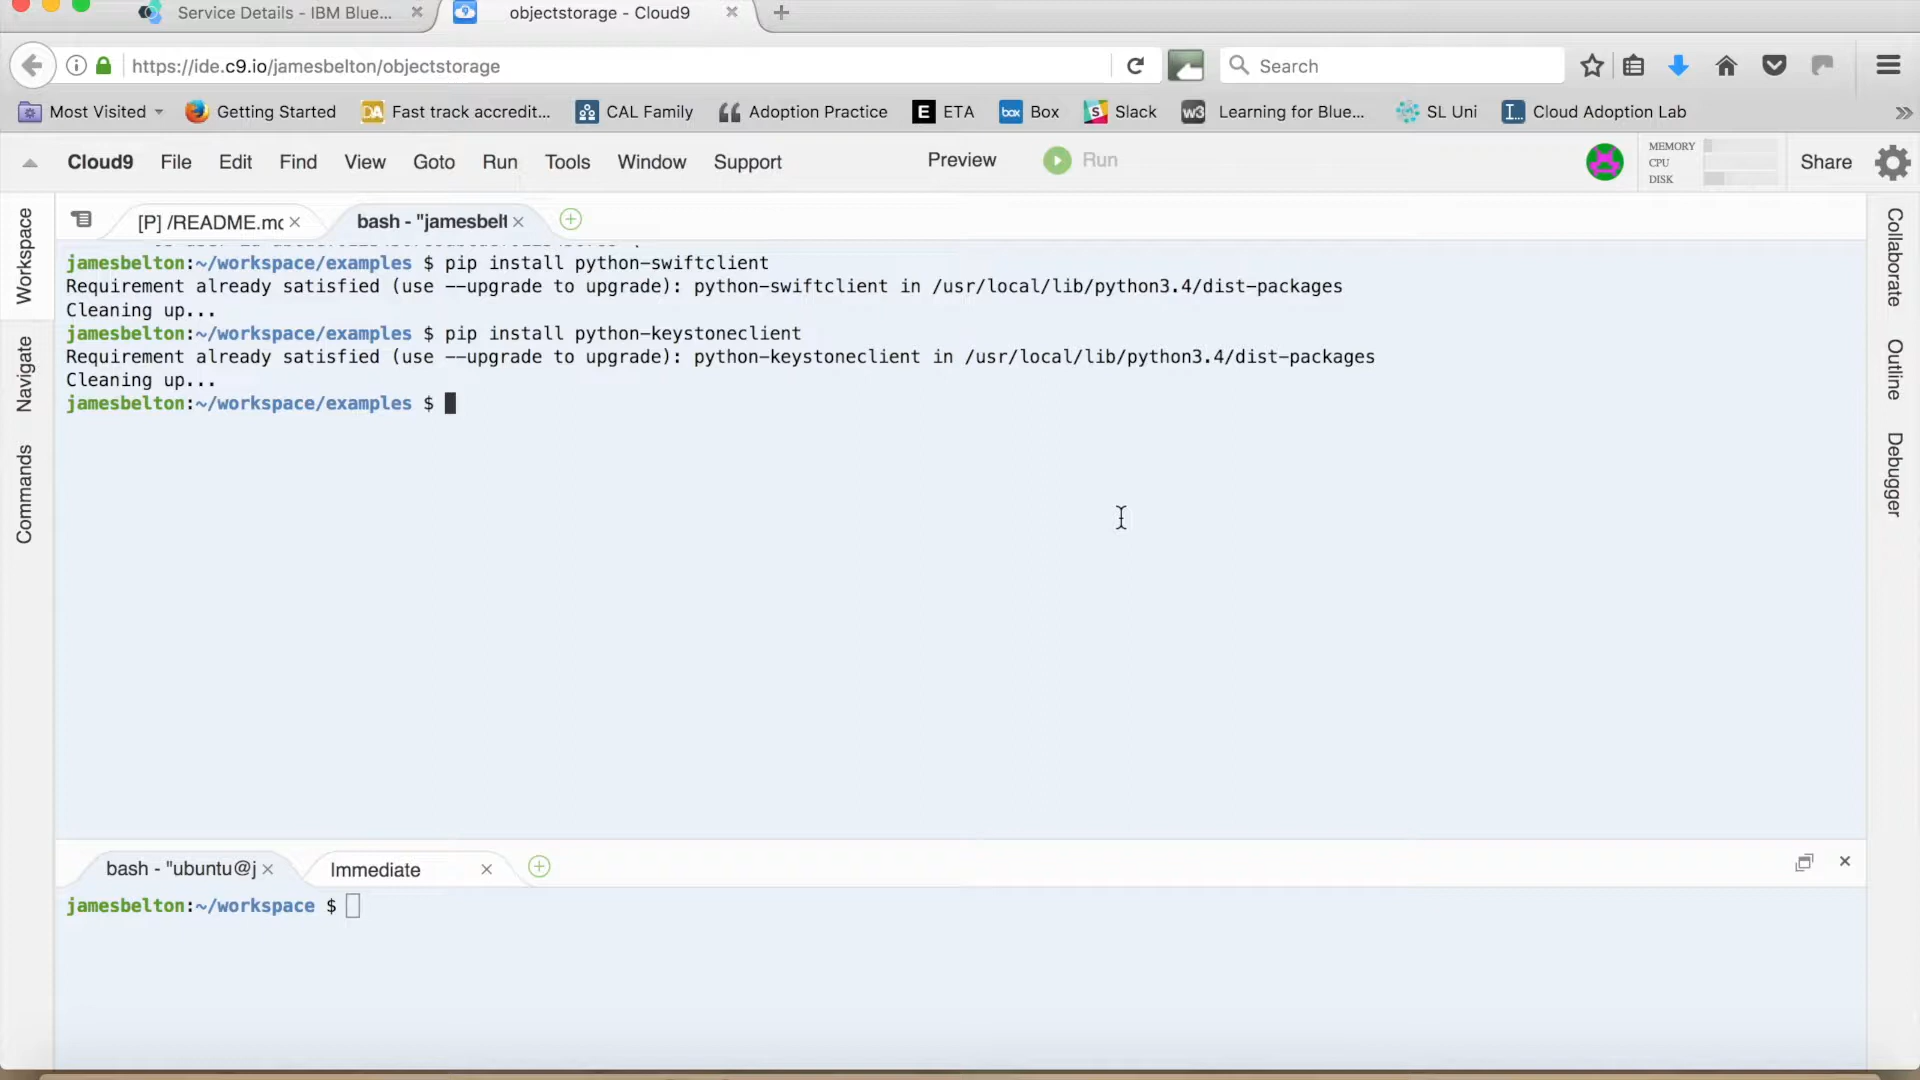 Service Details - IBM Blue...
objectstorage - Cloud9
https://ide.c9.io/jamesbelton/objectstorage
Search
Most Visited
Getting Started
DA Fast track accredit...
CAL Family
Adoption Practice
E ETA
box Box
Slack
w3 Learning for Blue...
SL Uni
I... Cloud Adoption Lab
Cloud9 File Edit Find View Goto Run Tools Window Support
Preview
Run
MEMORY
CPU
DISK
Share
Workspace
Navigate
Commands
[P] /README.mc
bash - "jamesbelt
jamesbelton:~/workspace/examples $ pip install python-swiftclient
Requirement already satisfied (use --upgrade to upgrade): python-swiftclient in /usr/local/lib/python3.4/dist-packages
Cleaning up...
jamesbelton:~/workspace/examples $ pip install python-keystoneclient
Requirement already satisfied (use --upgrade to upgrade): python-keystoneclient in /usr/local/lib/python3.4/dist-packages
Cleaning up...
jamesbelton:~/workspace/examples $
Collaborate
Outline
Debugger
bash - "ubuntu@j
Immediate
jamesbelton:~/workspace $